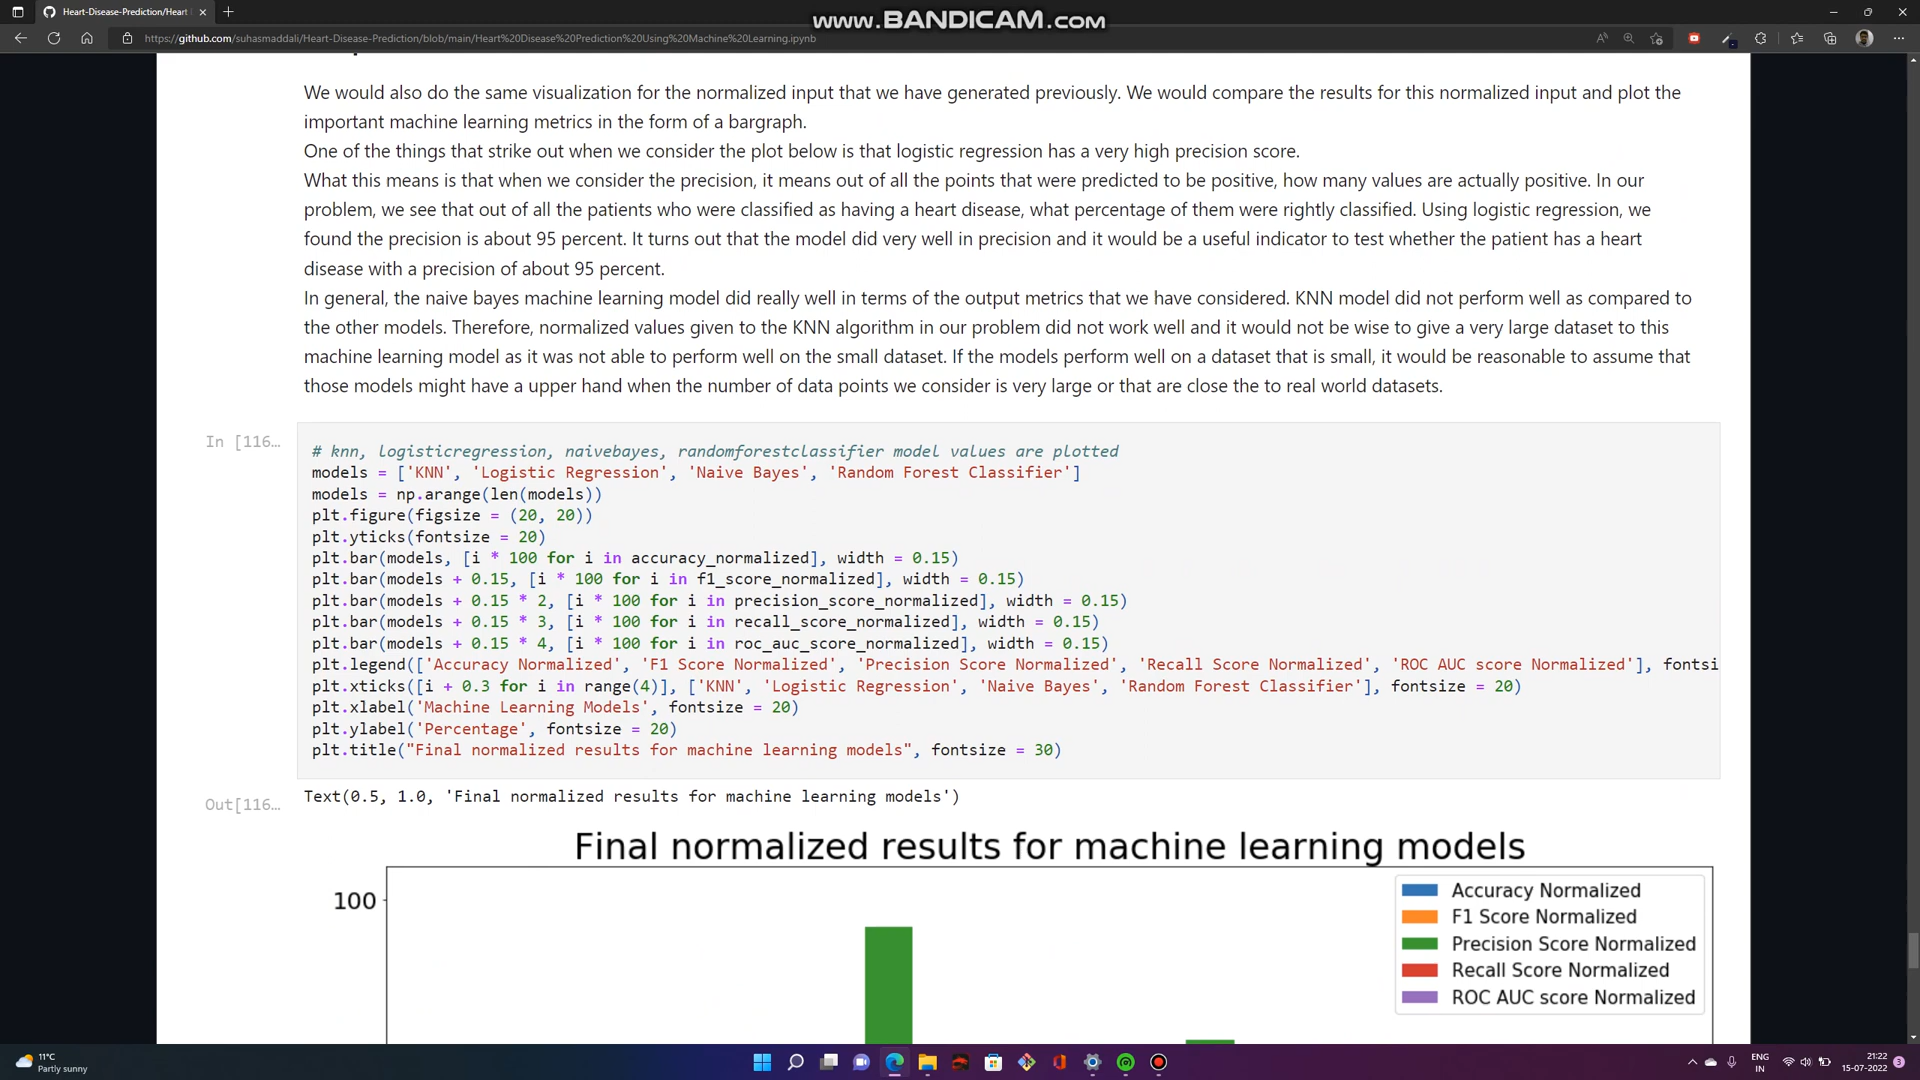 Heart-Disease-Prediction/Heart
www.BANDICAM.com
https://github.com/suhasmaddali/Heart-Disease-Prediction/blob/main/Heart%20Disease%20Prediction%20Using%20Machine%20Learning.ipynb
We would also do the same visualization for the normalized input that we have generated previously. We would compare the results for this normalized input and plot the
important machine learning metrics in the form of a bargraph.
One of the things that strike out when we consider the plot below is that logistic regression has a very high precision score.
What this means is that when we consider the precision, it means out of all the points that were predicted to be positive, how many values are actually positive. In our
problem, we see that out of all the patients who were classified as having a heart disease, what percentage of them were rightly classified. Using logistic regression, we
found the precision is about 95 percent. It turns out that the model did very well in precision and it would be a useful indicator to test whether the patient has a heart
disease with a precision of about 95 percent.
In general, the naive bayes machine learning model did really well in terms of the output metrics that we have considered. KNN model did not perform well as compared to
the other models. Therefore, normalized values given to the KNN algorithm in our problem did not work well and it would not be wise to give a very large dataset to this
machine learning model as it was not able to perform well on the small dataset. If the models perform well on a dataset that is small, it would be reasonable to assume that
those models might have a upper hand when the number of data points we consider is very large or that are close the to real world datasets.
In [116…
# knn, logisticregression, naivebayes, randomforestclassifier model values are plotted
models = ['KNN', 'Logistic Regression', 'Naive Bayes', 'Random Forest Classifier']
models = np.arange(len(models))
plt.figure(figsize = (20, 20))
plt.yticks(fontsize = 20)
plt.bar(models, [i * 100 for i in accuracy_normalized], width = 0.15)
plt.bar(models + 0.15, [i * 100 for i in f1_score_normalized], width = 0.15)
plt.bar(models + 0.15 * 2, [i * 100 for i in precision_score_normalized], width = 0.15)
plt.bar(models + 0.15 * 3, [i * 100 for i in recall_score_normalized], width = 0.15)
plt.bar(models + 0.15 * 4, [i * 100 for i in roc_auc_score_normalized], width = 0.15)
plt.legend(['Accuracy Normalized', 'F1 Score Normalized', 'Precision Score Normalized', 'Recall Score Normalized', 'ROC AUC score Normalized'], fontsi
plt.xticks([i + 0.3 for i in range(4)], ['KNN', 'Logistic Regression', 'Naive Bayes', 'Random Forest Classifier'], fontsize = 20)
plt.xlabel('Machine Learning Models', fontsize = 20)
plt.ylabel('Percentage', fontsize = 20)
plt.title("Final normalized results for machine learning models", fontsize = 30)
Out[116…
Text(0.5, 1.0, 'Final normalized results for machine learning models')
Final normalized results for machine learning models
100
Accuracy Normalized
F1 Score Normalized
Precision Score Normalized
Recall Score Normalized
ROC AUC score Normalized
11°C
Partly sunny
ENG
IN
21:22
15-07-2022
3